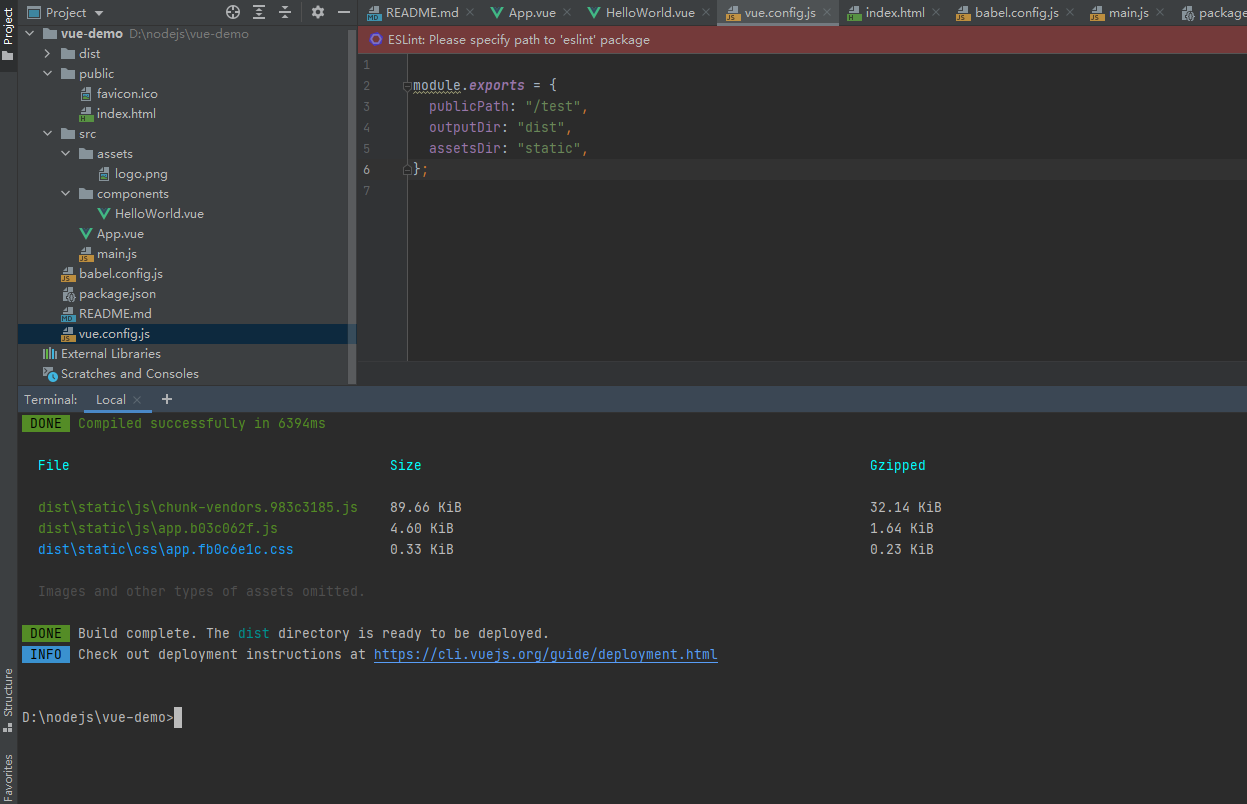 Project
README.md
App.vue
HelloWorld.vue
vue.config.js
index.html
babel.config.js
main.js
package
Project
vue-demo D:\nodejs\vue-demo
dist
public
favicon.ico
index.html
src
assets
logo.png
components
HelloWorld.vue
App.vue
main.js
babel.config.js
package.json
README.md
vue.config.js
External Libraries
Scratches and Consoles
ESLint: Please specify path to 'eslint' package
1
2 module.exports = {
3 publicPath: "/test",
4 outputDir: "dist",
5 assetsDir: "static",
6 };
7
Terminal: Local +
DONE Compiled successfully in 6394ms
File Size Gzipped
dist\static\js\chunk-vendors.983c3185.js 89.66 KiB 32.14 KiB
dist\static\js\app.b03c062f.js 4.60 KiB 1.64 KiB
dist\static\css\app.fb0c6e1c.css 0.33 KiB 0.23 KiB
Images and other types of assets omitted.
DONE Build complete. The dist directory is ready to be deployed.
INFO Check out deployment instructions at https://cli.vuejs.org/guide/deployment.html
D:\nodejs\vue-demo>
Structure
Favorites